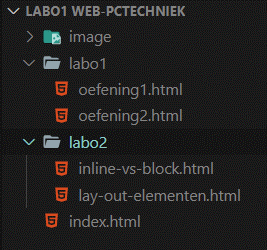 LABO1 WEB-PCTECHNIEK
image
labo1
oefening1.html
oefening2.html
labo2
inline-vs-block.html
lay-out-elementen.html
index.html